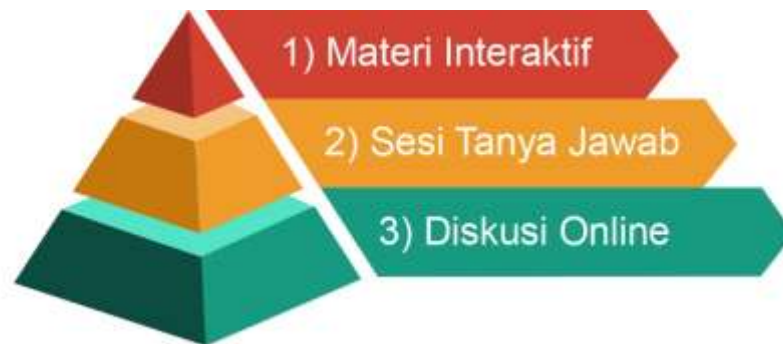 1) Materi Interaktif
2) Sesi Tanya Jawab
3) Diskusi Online